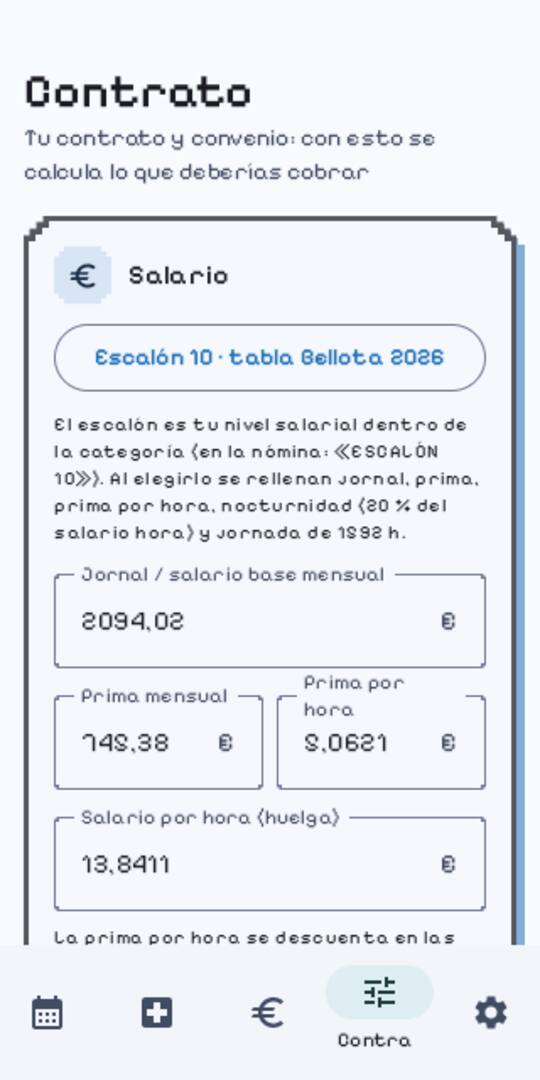 Contrato
Tu contrato y convenio: con esto se
calcula lo que deberías cobrar
€
Salario
Escalón 10 · tabla Bellota 2026
El escalón es tu nivel salarial dentro de
la categoría (en la nómina: «ESCALÓN
10»). Al elegirlo se rellenan jornal, prima,
prima por hora, nocturnidad (20 % del
salario hora) y jornada de 1592 h.
Jornal / salario base mensual
2094,02 €
Prima mensual
745,38 €
Prima por
hora
5,0621 €
Salario por hora (huelga)
13,8411 €
La prima por hora se descuenta en las
€
Contra